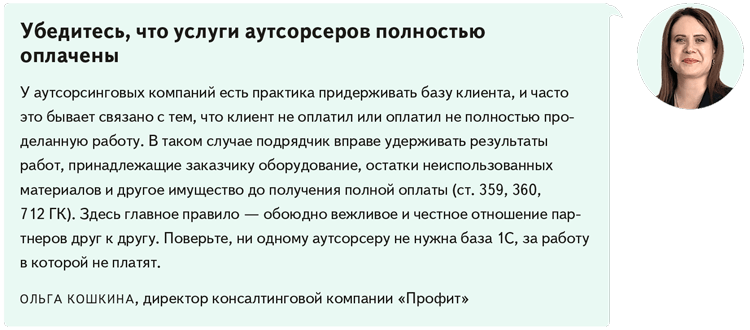 Убедитесь, что услуги аутсорсеров полностью
оплачены
У аутсорсинговых компаний есть практика придерживать базу клиента, и часто
это бывает связано с тем, что клиент не оплатил или оплатил не полностью про-
деланную работу. В таком случае подрядчик вправе удерживать результаты
работ, принадлежащие заказчику оборудование, остатки неиспользованных
материалов и другое имущество до получения полной оплаты (ст. 359, 360,
712 ГК). Здесь главное правило — обоюдно вежливое и честное отношение пар-
тнеров друг к другу. Поверьте, ни одному аутсорсеру не нужна база 1С, за работу
в которой не платят.
ОЛЬГА КОШКИНА, директор консалтинговой компании «Профит»